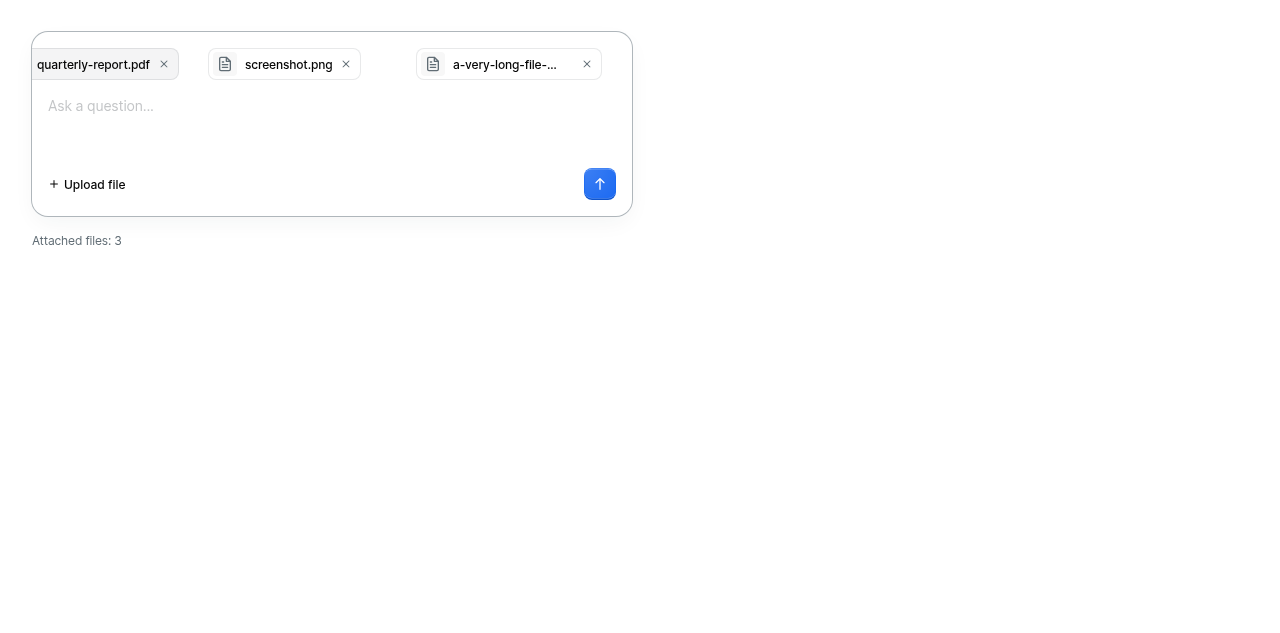 quarterly-report.pdf screenshot.png a-very-long-file-...
Ask a question...
Upload file
Attached files: 3